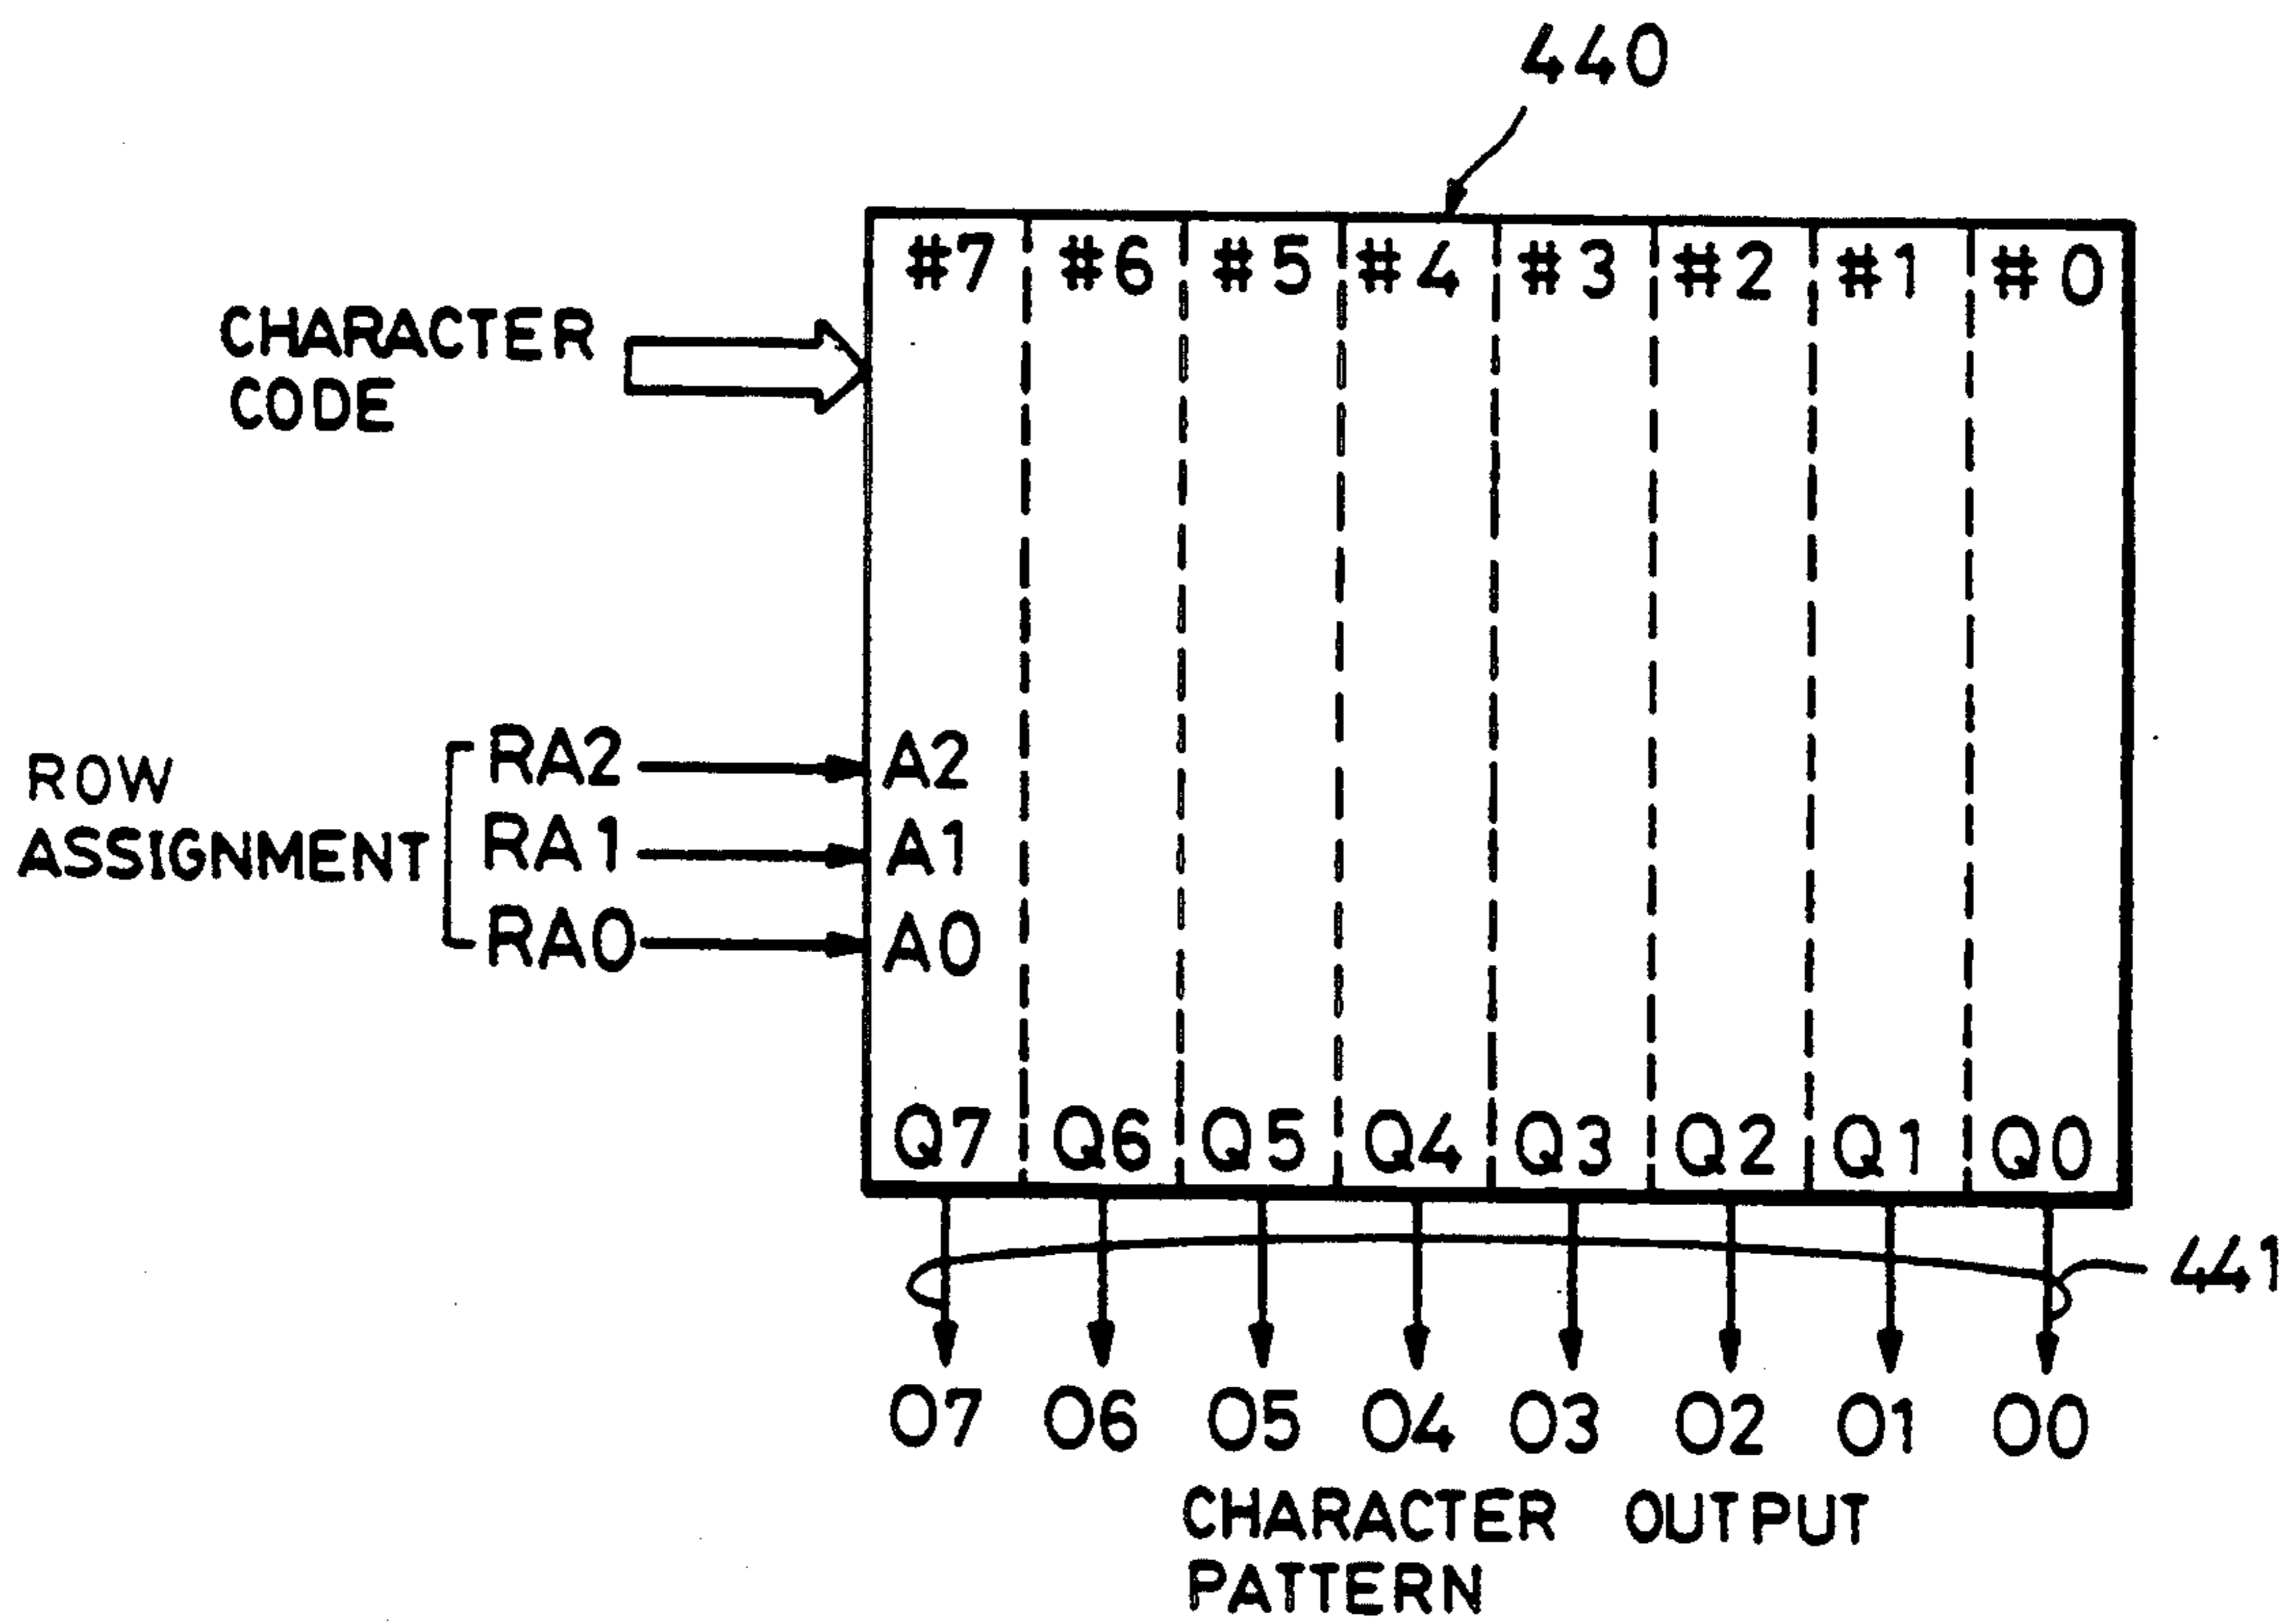 440
#7 #6 #5 #4 #3 #2 #1 #0
CHARACTER
CODE
ROW
ASSIGNMENT
RA2 A2
RA1 A1
RA0 A0
Q7 Q6 Q5 Q4 Q3 Q2 Q1 Q0
441
O7 O6 O5 O4 O3 O2 O1 O0
CHARACTER OUTPUT
PATTERN